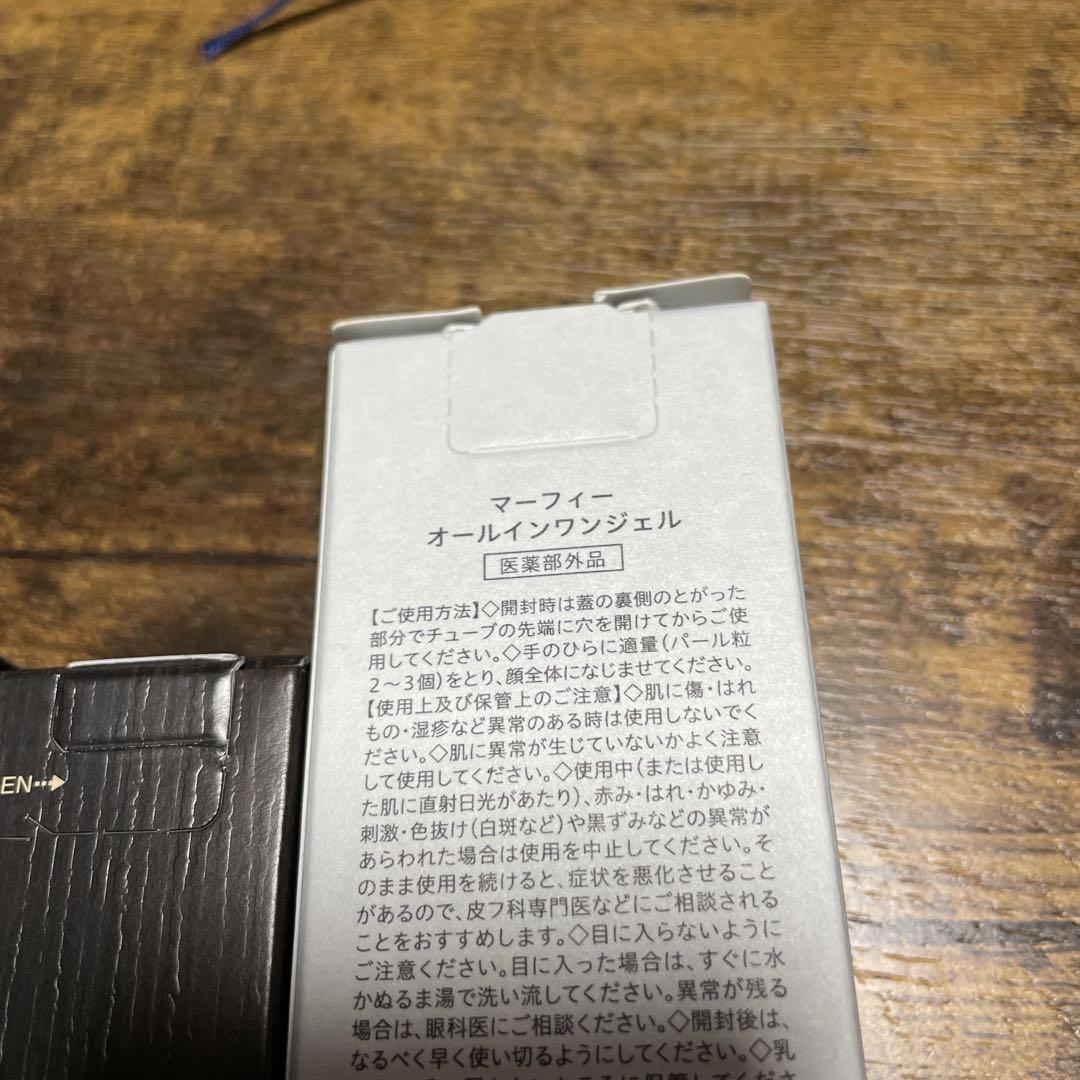 マーフィー
オールインワンジェル
医薬部外品
【ご使用方法】◇開封時は蓋の裏側のとがった
部分でチューブの先端に穴を開けてからご使
用してください。◇手のひらに適量(パール粒
2〜3個)をとり、顔全体になじませてください。
【使用上及び保管上のご注意】◇肌に傷・はれ
もの・湿疹など異常のある時は使用しないでく
ださい。◇肌に異常が生じていないかよく注意
して使用してください。◇使用中(または使用し
た肌に直射日光があたり)、赤み・はれ・かゆみ・
刺激・色抜け(白斑など)や黒ずみなどの異常が
あらわれた場合は使用を中止してください。そ
のまま使用を続けると、症状を悪化させること
があるので、皮フ科専門医などにご相談される
ことをおすすめします。◇目に入らないように
ご注意ください。目に入った場合は、すぐに水
かぬるま湯で洗い流してください。異常が残る
場合は、眼科医にご相談ください。◇開封後は、
なるべく早く使い切るようにしてください。◇乳
EN⇢